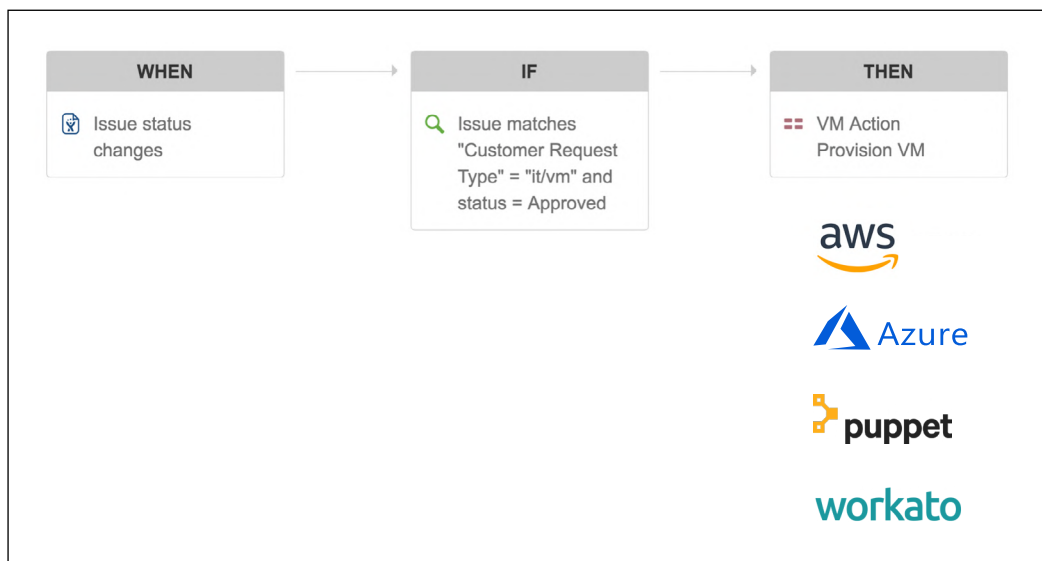 WHEN
Issue status
changes
IF
Issue matches
"Customer Request
Type" = "it/vm" and
status = Approved
THEN
VM Action
Provision VM
aws
Azure
puppet
workato